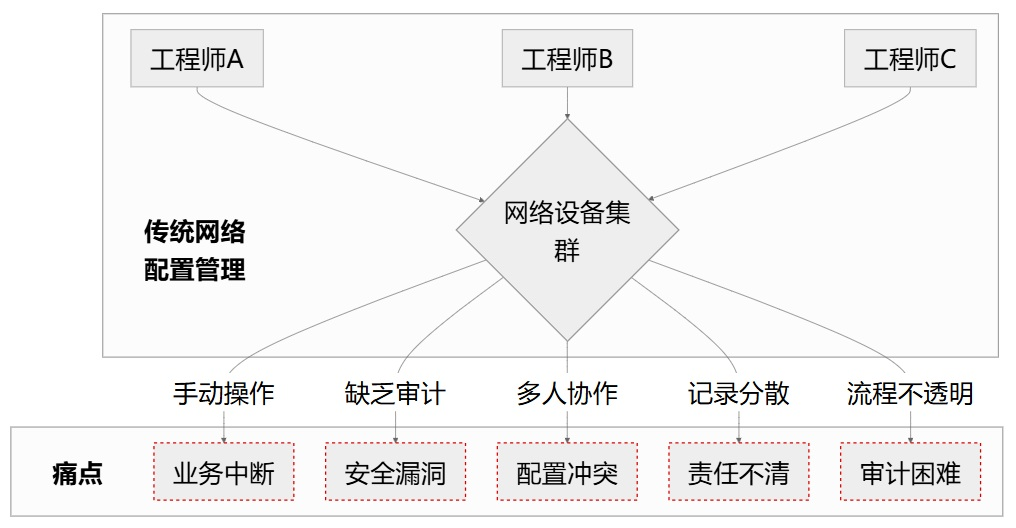 工程师A
工程师B
工程师C
网络设备集
群
传统网络
配置管理
手动操作
缺乏审计
多人协作
记录分散
流程不透明
痛点
业务中断
安全漏洞
配置冲突
责任不清
审计困难